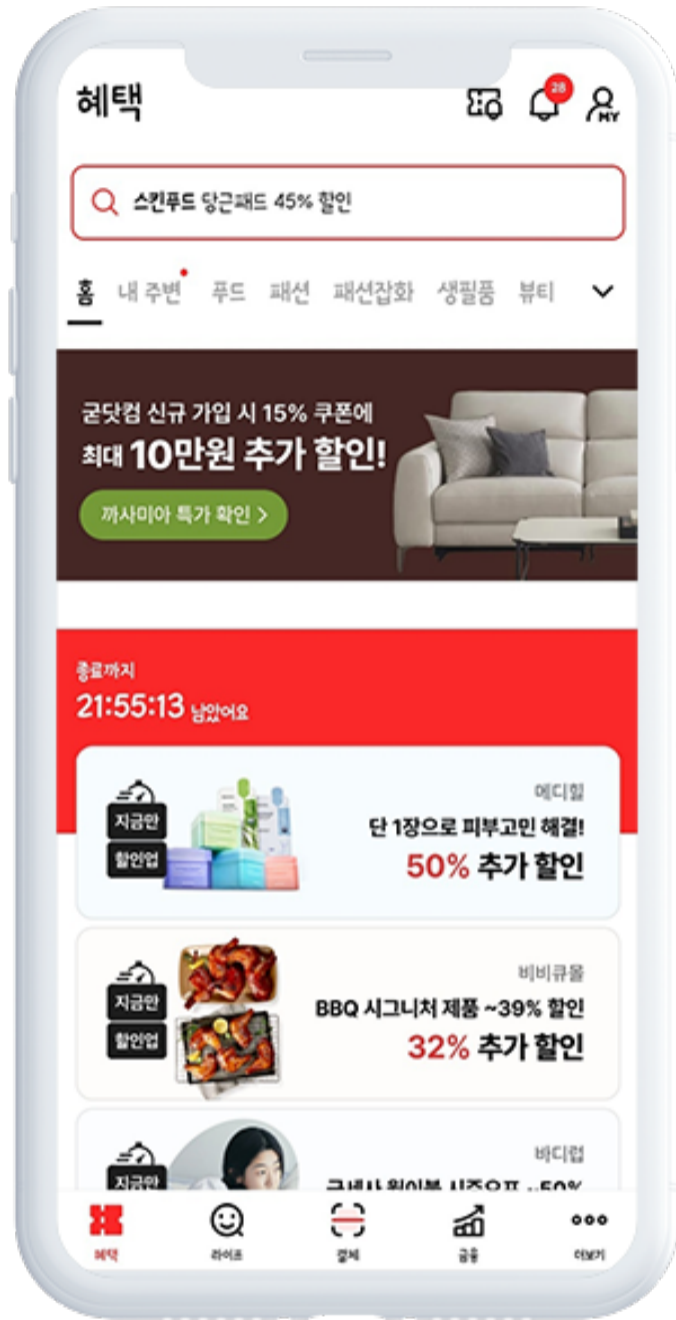 혜택
28
MY
스킨푸드 당근패드 45% 할인
홈 내 주변 푸드 패션 패션잡화 생필품 뷰티
굳닷컴 신규 가입 시 15% 쿠폰에
최대 10만원 추가 할인!
까사미아 특가 확인 >
종료까지
21:55:13 남았어요
지금만
할인업
메디힐
단 1장으로 피부고민 해결!
50% 추가 할인
지금만
할인업
비비큐몰
BBQ 시그니처 제품 ~39% 할인
32% 추가 할인
지금만
바디럽
혜택 라이프 결제 금융 더보기